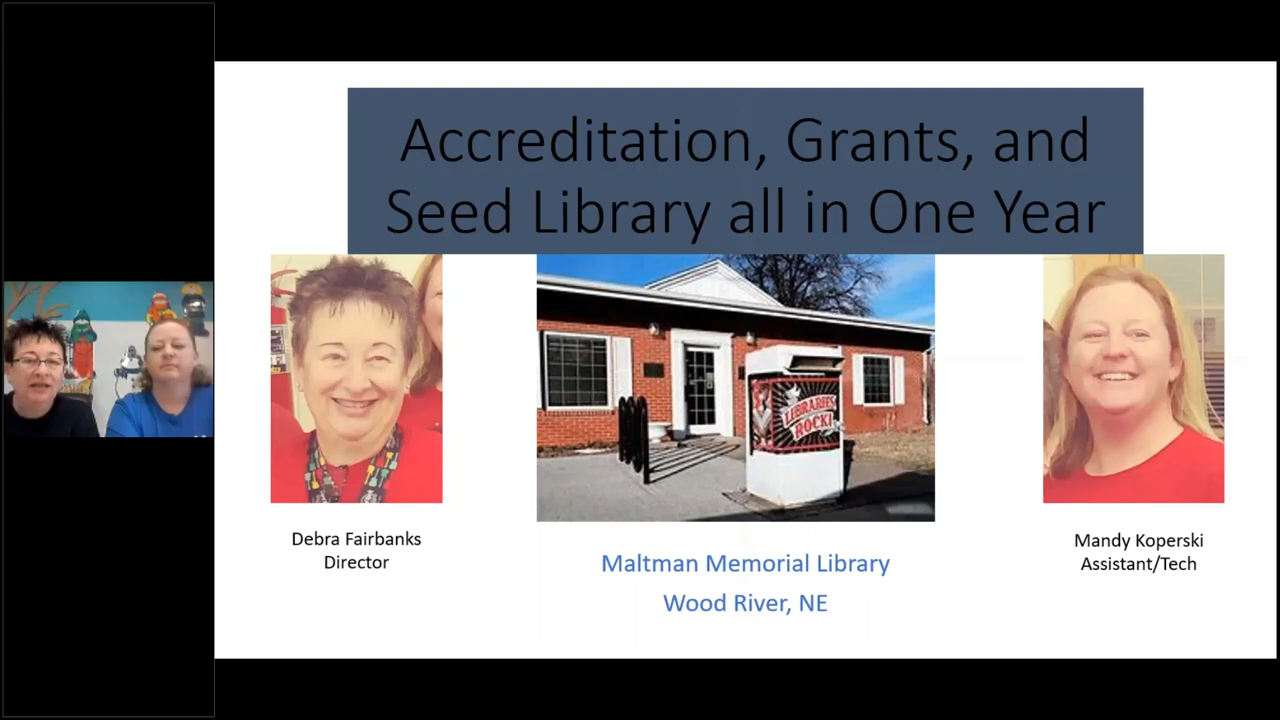 Accreditation, Grants, and
Seed Library all in One Year
LIBRARIES
ROCK!
Debra Fairbanks
Director
Maltman Memorial Library
Wood River, NE
Mandy Koperski
Assistant/Tech